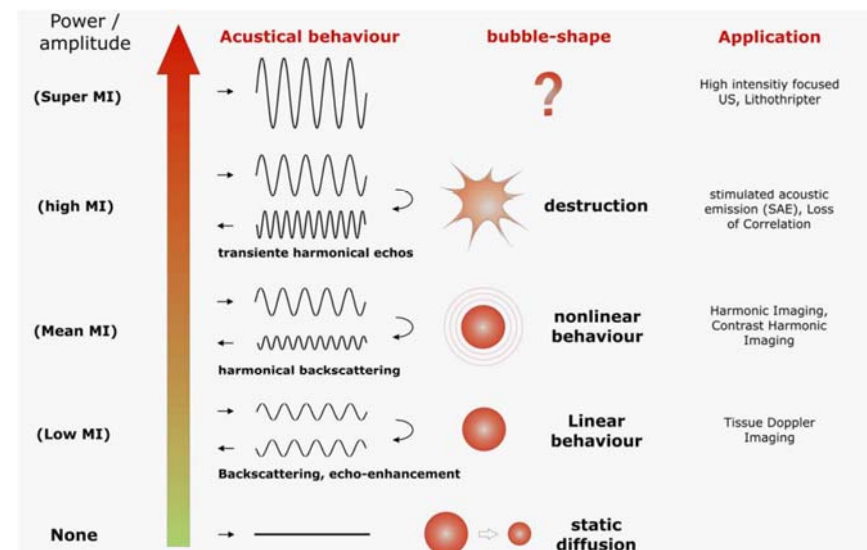 Power /
amplitude
Acustical behaviour
bubble-shape
Application
(Super MI)
?
High intensitiy focused
US, Lithothripter
(high MI)
transiente harmonical echos
destruction
stimulated acoustic
emission (SAE), Loss
of Correlation
(Mean MI)
harmonical backscattering
nonlinear
behaviour
Harmonic Imaging,
Contrast Harmonic
Imaging
(Low MI)
Backscattering, echo-enhancement
Linear
behaviour
Tissue Doppler
Imaging
None
static
diffusion